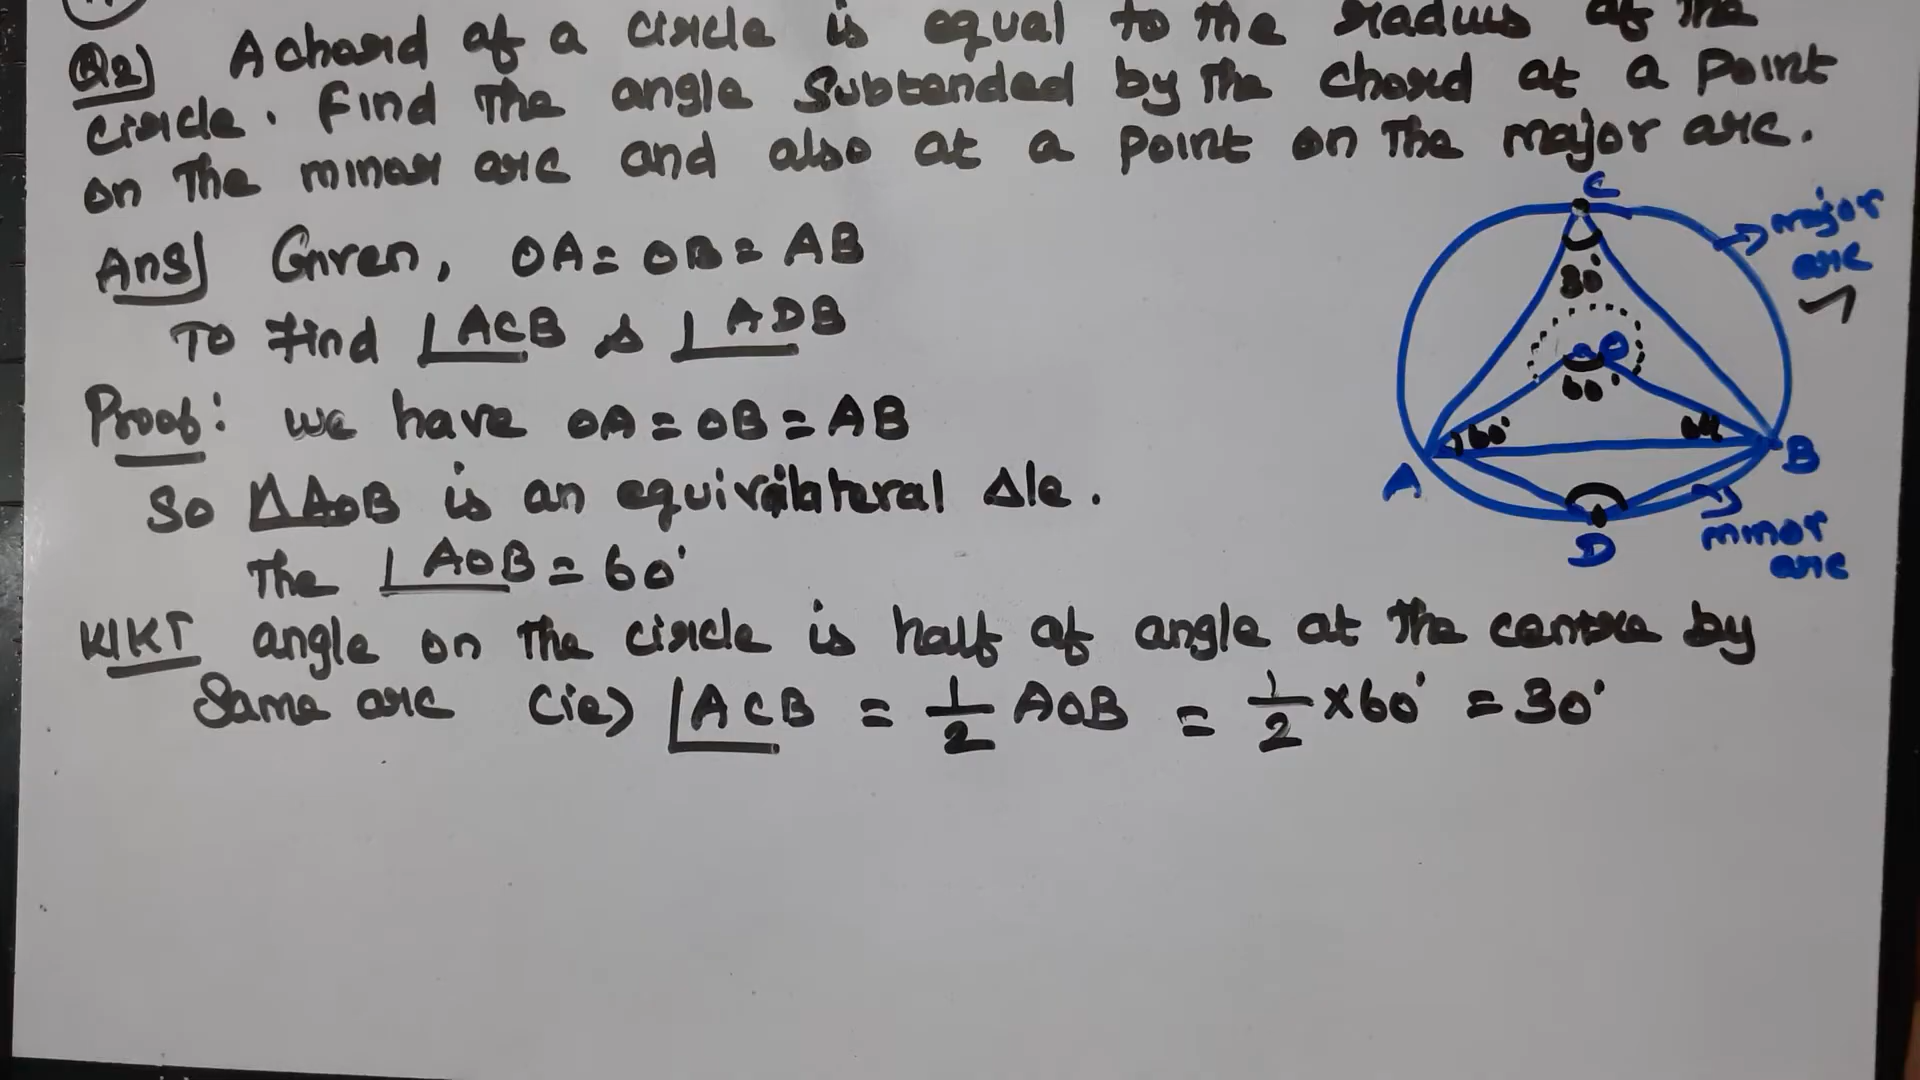 Q2) A chord of a circle is equal to the radius of the
circle. Find the angle subtended by the chord at a point
on the minor arc and also at a point on the major arc.
Ans) Given, OA = OB = AB
To find ∠ACB & ∠ADB
Proof: we have OA = OB = AB
So ΔAOB is an equirilateral Δle.
The ∠AOB = 60°
WKT angle on the circle is half of angle at the centre by
Same arc (ie) ∠ACB = 1/2 AOB = 1/2 × 60° = 30°
C
major
arc
30°
O
60°
60°
A
B
D
minor
arc